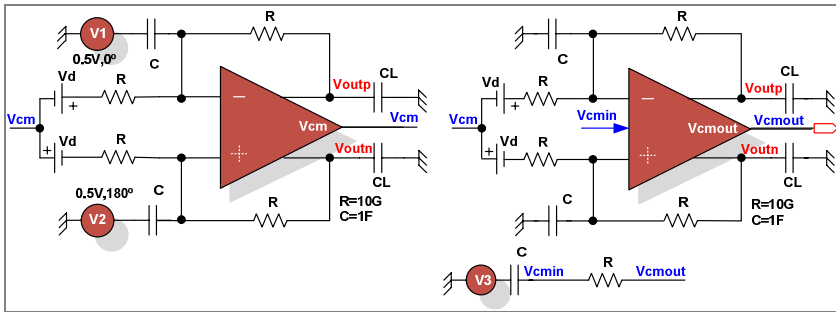 V1
R
C
0.5V,0º
Vd
R
+
Voutp
CL
Vcm
−
Vcm
Vcm
Vd
+
R
+
Voutn
C
CL
0.5V,180º
V2
R
R=10G
C=1F
R
C
Vd
R
+
Voutp
CL
Vcm
Vcmin
−
Vcmout
Vcmout
Vd
+
R
+
Voutn
C
CL
R
R=10G
C=1F
C
V3
Vcmin
R
Vcmout